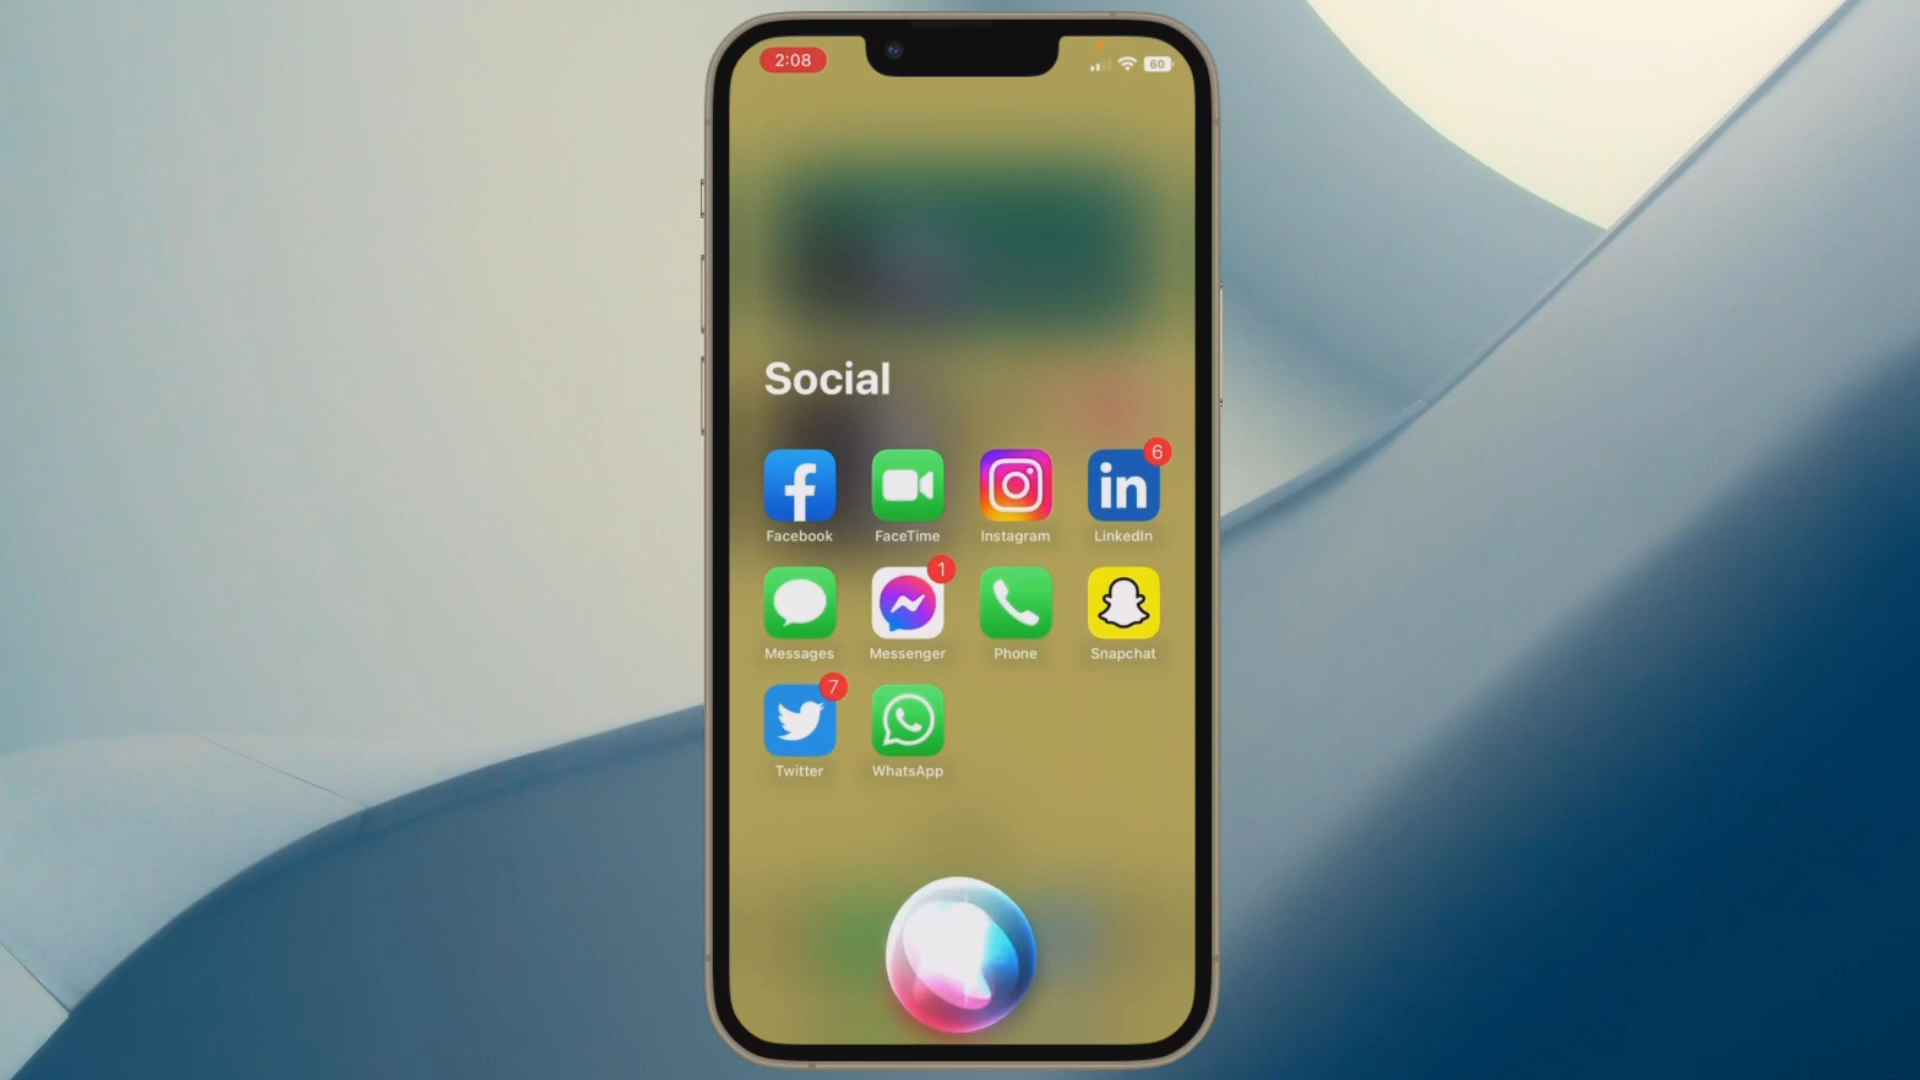 2:08
60
Social
6
Facebook FaceTime Instagram LinkedIn
1
Messages Messenger Phone Snapchat
7
Twitter WhatsApp